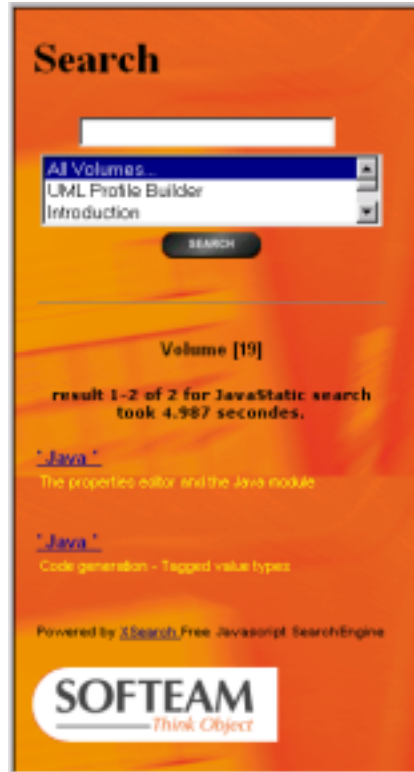 Search
All Volumes...
UML Profile Builder
Introduction
SEARCH
Volume [19]
result 1-2 of 2 for JavaStatic search
took 4.987 secondes.
"Java "
The properties editor and the Java module
"Java "
Code generation - Tagged value types
Powered by XSearch Free Javascript SearchEngine
SOFTEAM
Think Object